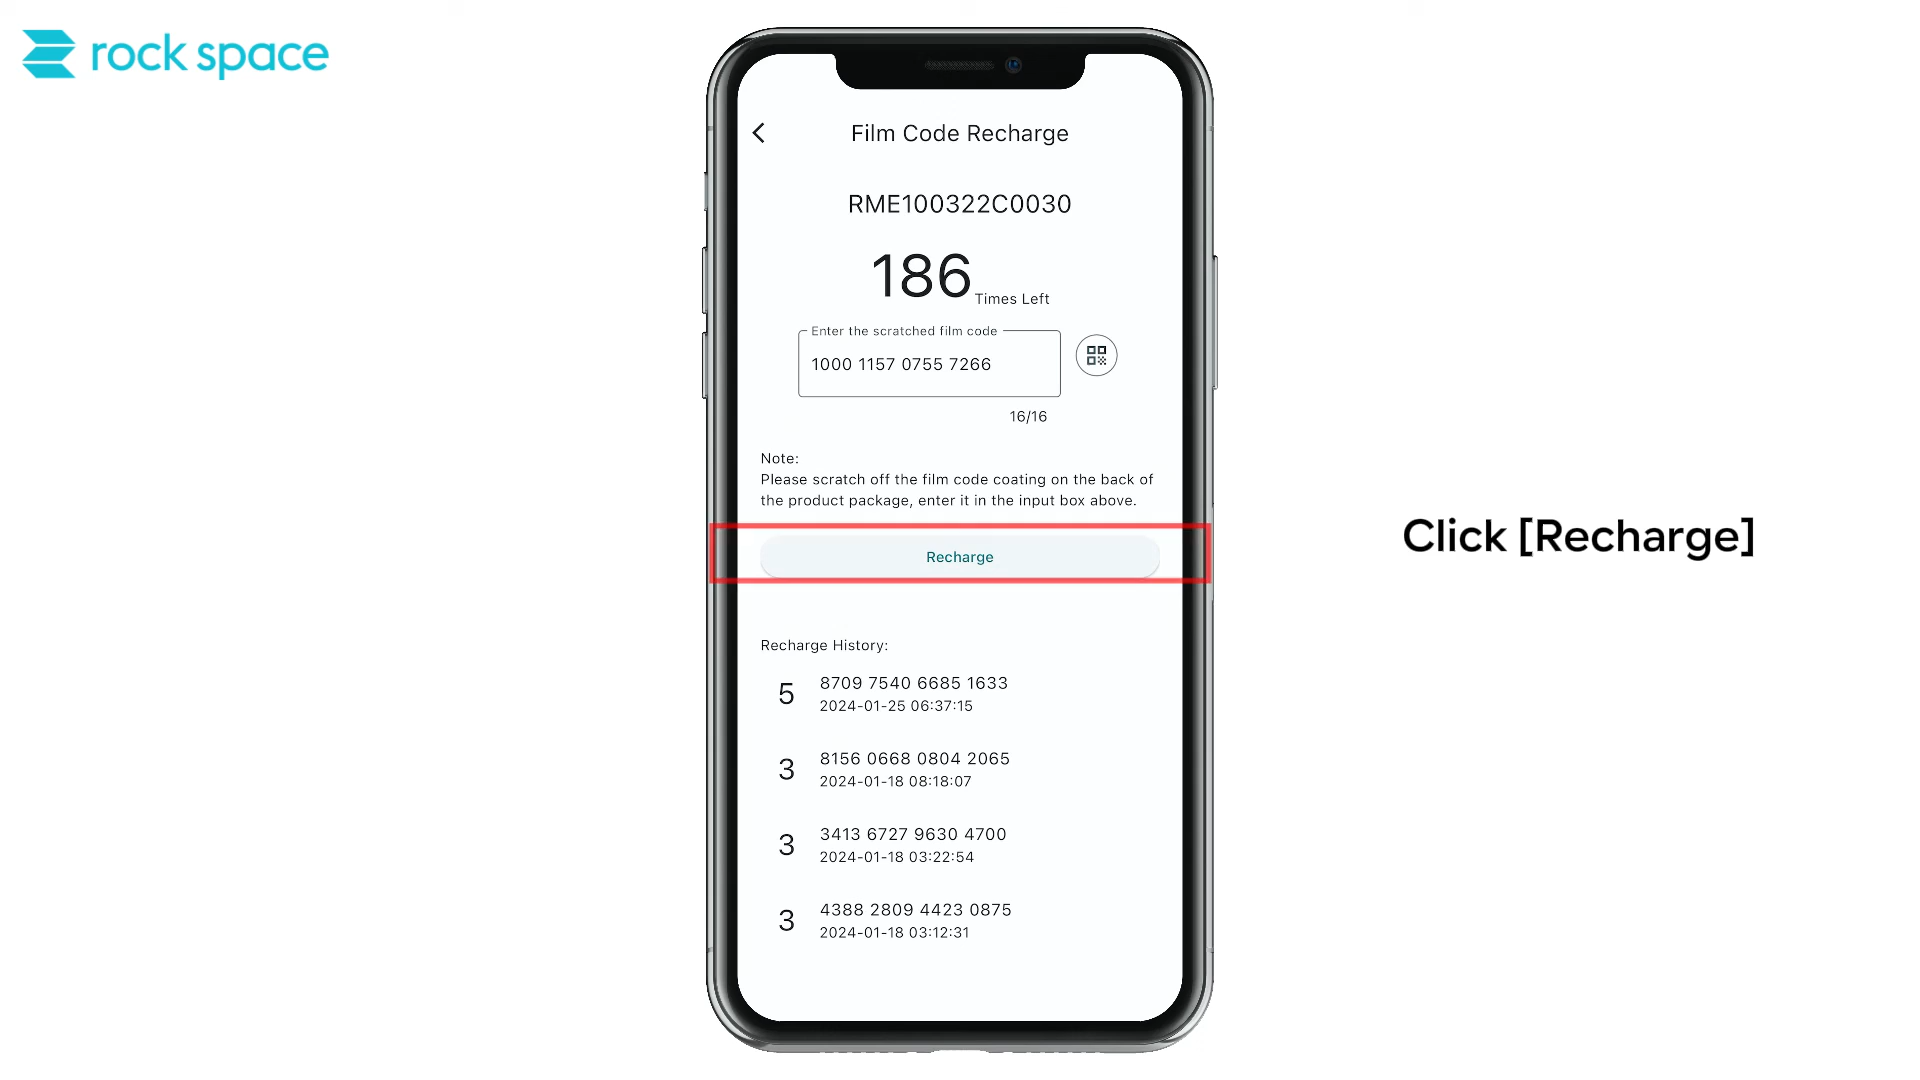 rock space
Film Code Recharge
RME100322C0030
186 Times Left
Enter the scratched film code
1000 1157 0755 7266
16/16
Note:
Please scratch off the film code coating on the back of
the product package, enter it in the input box above.
Recharge
Click [Recharge]
Recharge History:
5
8709 7540 6685 1633
2024-01-25 06:37:15
3
8156 0668 0804 2065
2024-01-18 08:18:07
3
3413 6727 9630 4700
2024-01-18 03:22:54
3
4388 2809 4423 0875
2024-01-18 03:12:31